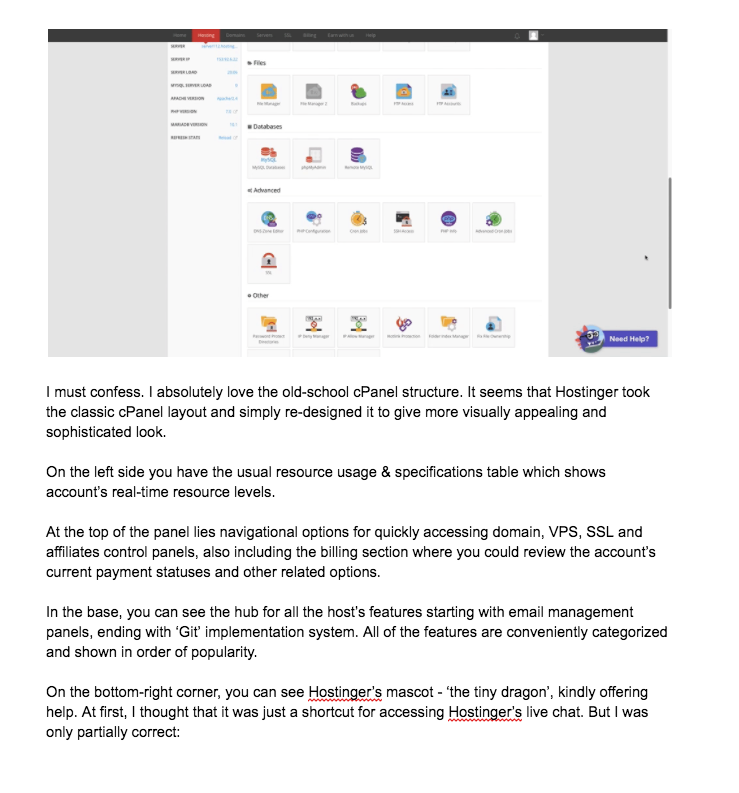 Home Hosting Domains Servers SSL Billing Earn with us Help
SERVER
SERVER IP
SERVER LOAD
MYSQL SERVER LOAD
APACHE VERSION
PHP VERSION
MARIADB VERSION
REFRESH STATS
Files
File Manager File Manager 2 Backups FTP Access FTP Accounts
Databases
MySQL Databases phpMyAdmin Remote MySQL
Advanced
DNS Zone Editor PHP Configuration Cron Jobs SSH Access PHP Info Advanced Cron Jobs
SSL
Other
Password Protect Directories IP Deny Manager IP Allow Manager Hotlink Protection Folder Index Manager Fix File Ownership
Need Help?
I must confess. I absolutely love the old-school cPanel structure. It seems that Hostinger took
the classic cPanel layout and simply re-designed it to give more visually appealing and
sophisticated look.
On the left side you have the usual resource usage & specifications table which shows
account's real-time resource levels.
At the top of the panel lies navigational options for quickly accessing domain, VPS, SSL and
affiliates control panels, also including the billing section where you could review the account's
current payment statuses and other related options.
In the base, you can see the hub for all the host's features starting with email management
panels, ending with 'Git' implementation system. All of the features are conveniently categorized
and shown in order of popularity.
On the bottom-right corner, you can see Hostinger's mascot - 'the tiny dragon', kindly offering
help. At first, I thought that it was just a shortcut for accessing Hostinger's live chat. But I was
only partially correct: